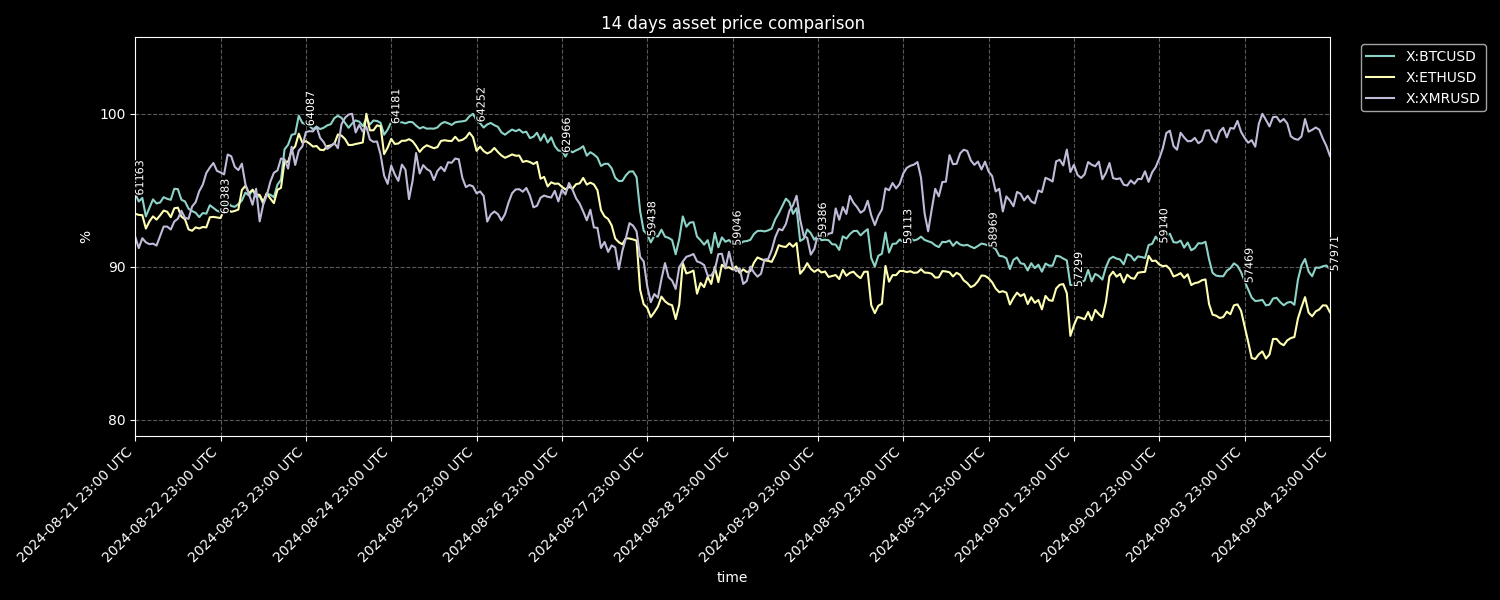 14 days asset price comparison
X:BTCUSD
X:ETHUSD
X:XMRUSD
100
90
80
%
61163
60383
64087
64181
64252
62966
59438
59046
59386
59113
58969
57299
59140
57469
57971
2024-08-21 23:00 UTC
2024-08-22 23:00 UTC
2024-08-23 23:00 UTC
2024-08-24 23:00 UTC
2024-08-25 23:00 UTC
2024-08-26 23:00 UTC
2024-08-27 23:00 UTC
2024-08-28 23:00 UTC
2024-08-29 23:00 UTC
2024-08-30 23:00 UTC
2024-08-31 23:00 UTC
2024-09-01 23:00 UTC
2024-09-02 23:00 UTC
2024-09-03 23:00 UTC
2024-09-04 23:00 UTC
time